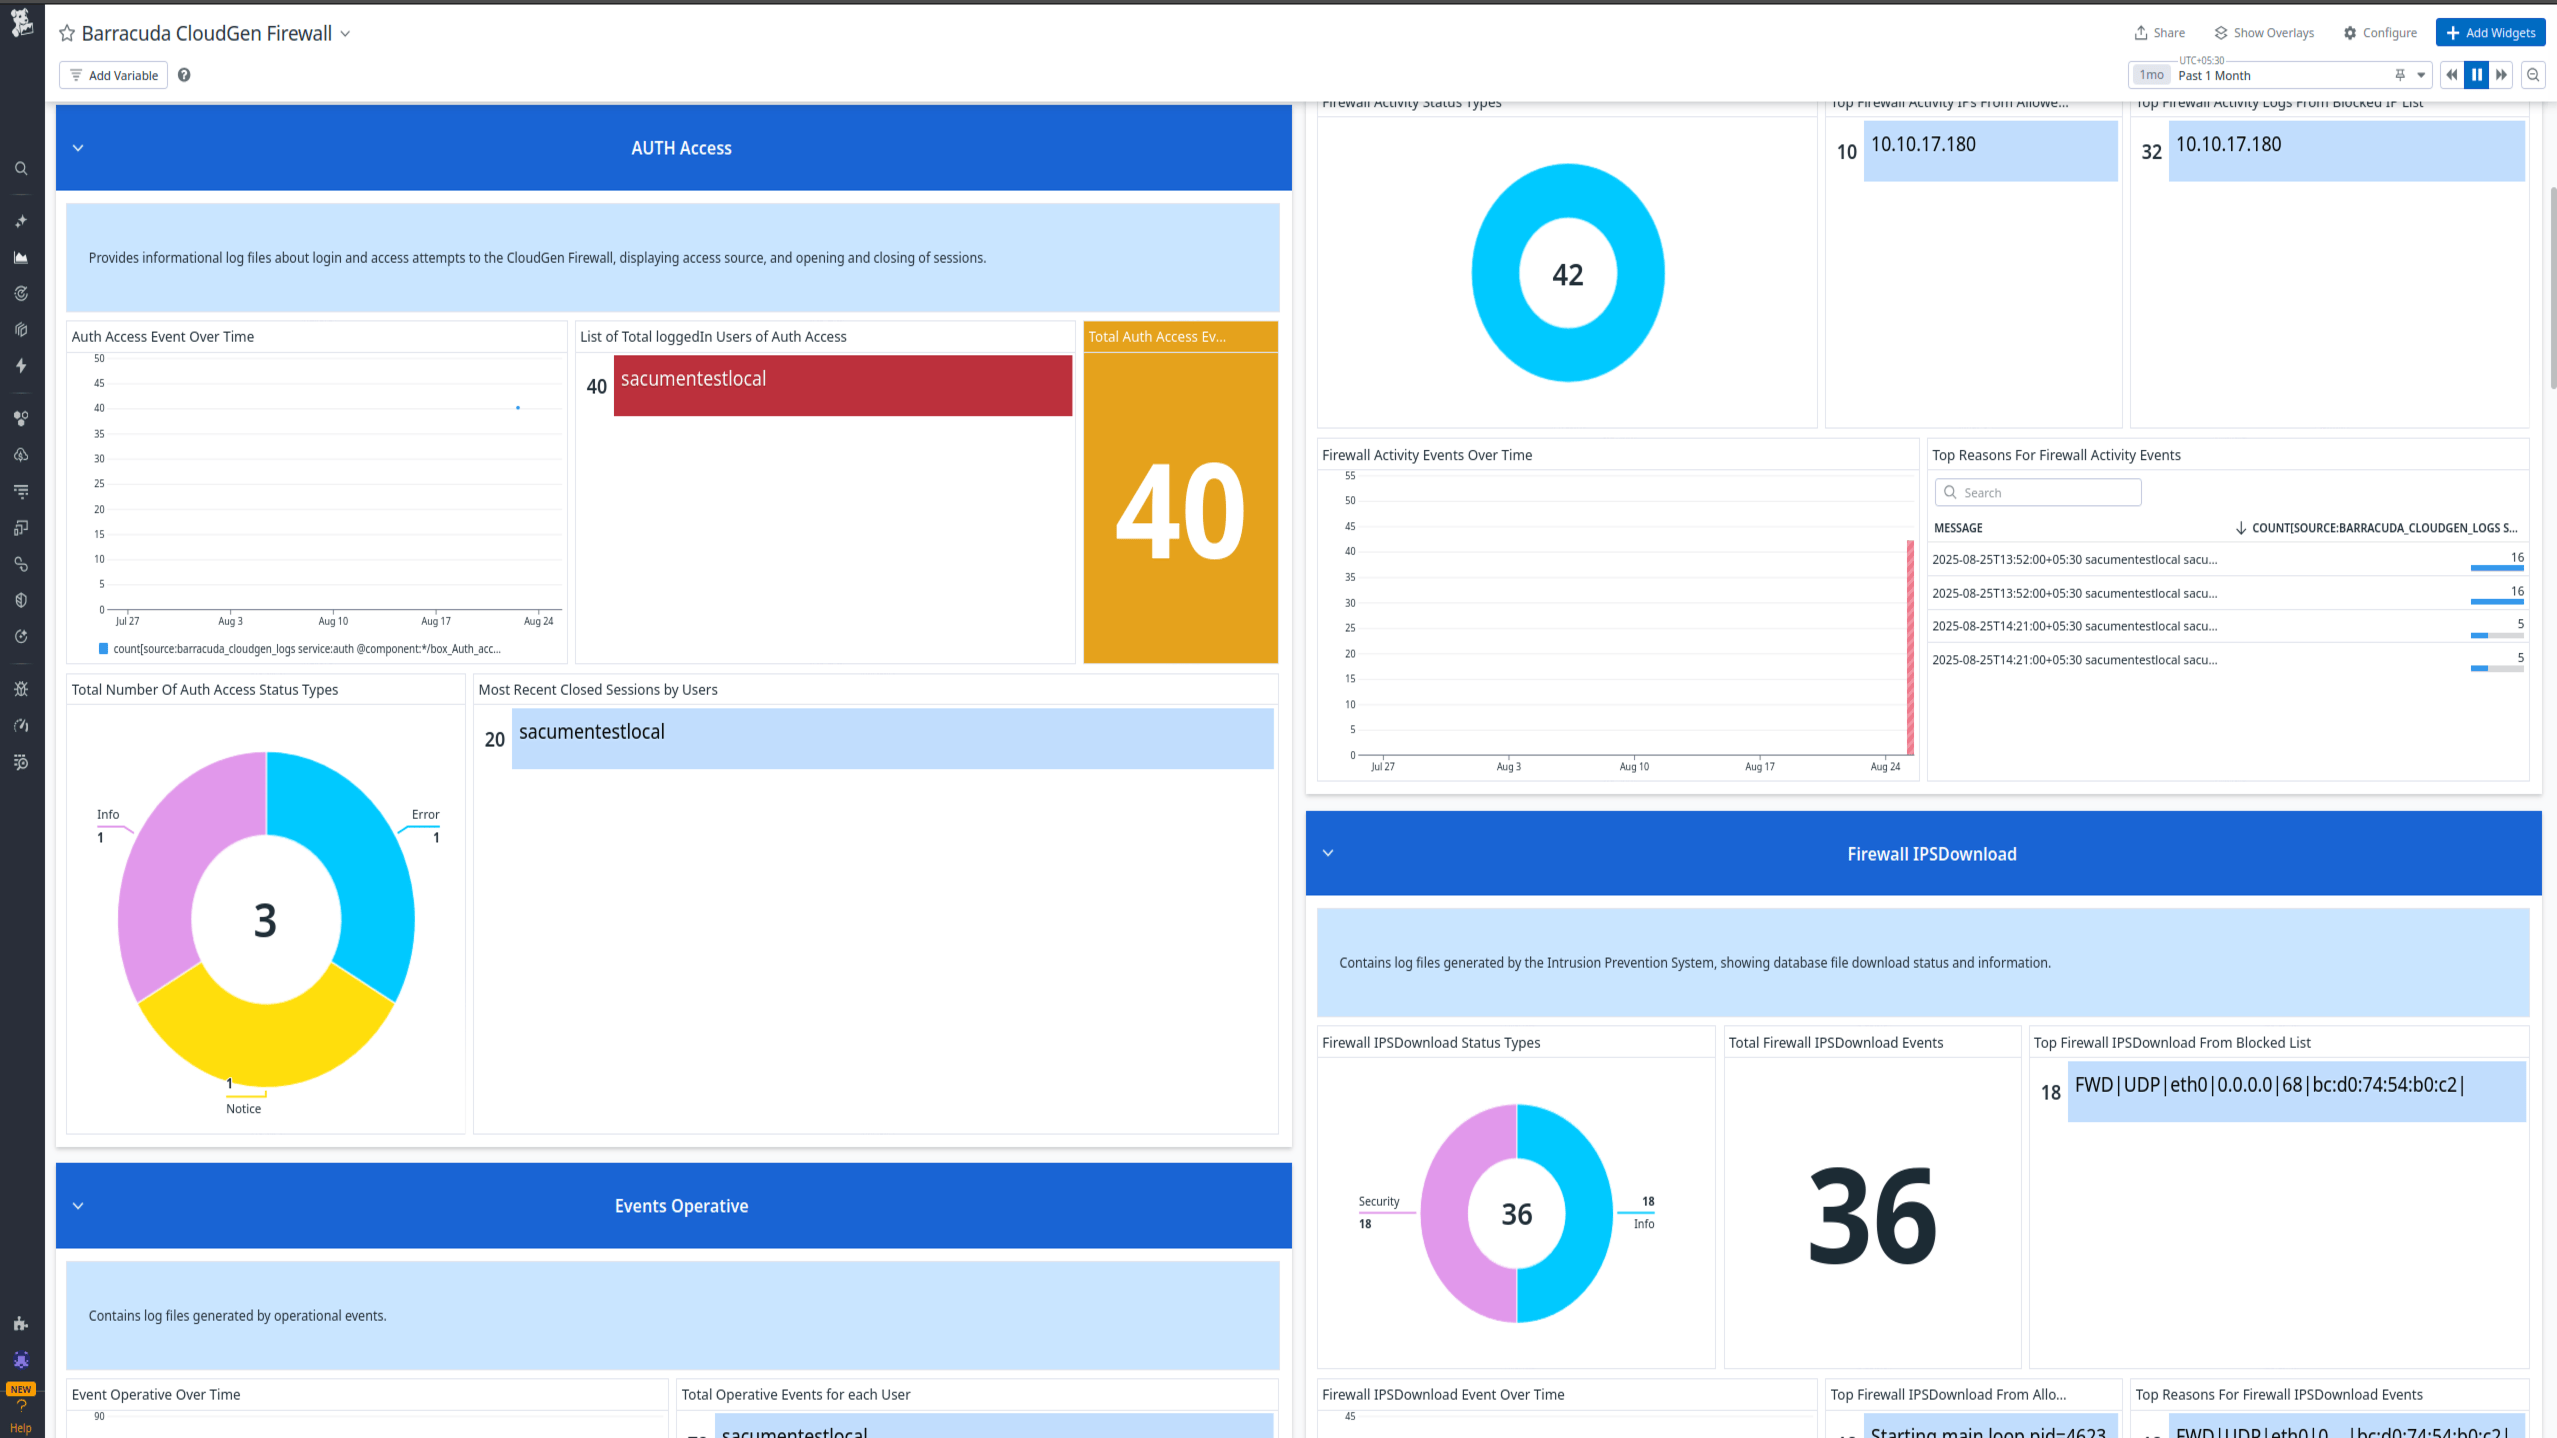 Barracuda CloudGen Firewall
Share
Show Overlays
Configure
Add Widgets
Add Variable
UTC+05:30
1mo
Past 1 Month
AUTH Access
Provides informational log files about login and access attempts to the CloudGen Firewall, displaying access source, and opening and closing of sessions.
Auth Access Event Over Time
50
45
40
35
30
25
20
15
10
5
0
Jul 27
Aug 3
Aug 10
Aug 17
Aug 24
count[source:barracuda_cloudgen_logs service:auth @component:*/box_Auth_acc...
List of Total loggedIn Users of Auth Access
40
sacumentestlocal
Total Auth Access Ev...
40
Total Number Of Auth Access Status Types
Info
1
Error
1
3
1
Notice
Most Recent Closed Sessions by Users
20
sacumentestlocal
Events Operative
Contains log files generated by operational events.
Event Operative Over Time
90
Total Operative Events for each User
sacumentestlocal
Firewall Activity Status Types
42
Top Firewall Activity IPs From Allowe...
10
10.10.17.180
Top Firewall Activity Logs From Blocked IP List
32
10.10.17.180
Firewall Activity Events Over Time
55
50
45
40
35
30
25
20
15
10
5
0
Jul 27
Aug 3
Aug 10
Aug 17
Aug 24
Top Reasons For Firewall Activity Events
Search
MESSAGE
COUNT[SOURCE:BARRACUDA_CLOUDGEN_LOGS S...
2025-08-25T13:52:00+05:30 sacumentestlocal sacu...
16
2025-08-25T13:52:00+05:30 sacumentestlocal sacu...
16
2025-08-25T14:21:00+05:30 sacumentestlocal sacu...
5
2025-08-25T14:21:00+05:30 sacumentestlocal sacu...
5
Firewall IPSDownload
Contains log files generated by the Intrusion Prevention System, showing database file download status and information.
Firewall IPSDownload Status Types
Security
18
36
18
Info
Total Firewall IPSDownload Events
36
Top Firewall IPSDownload From Blocked List
18
FWD|UDP|eth0|0.0.0.0|68|bc:d0:74:54:b0:c2|
Firewall IPSDownload Event Over Time
45
Top Firewall IPSDownload From Allo...
Starting main loop pid=4623
Top Reasons For Firewall IPSDownload Events
FWD|UDP|eth0|0...|bc:d0:74:54:b0:c2|
NEW
Help